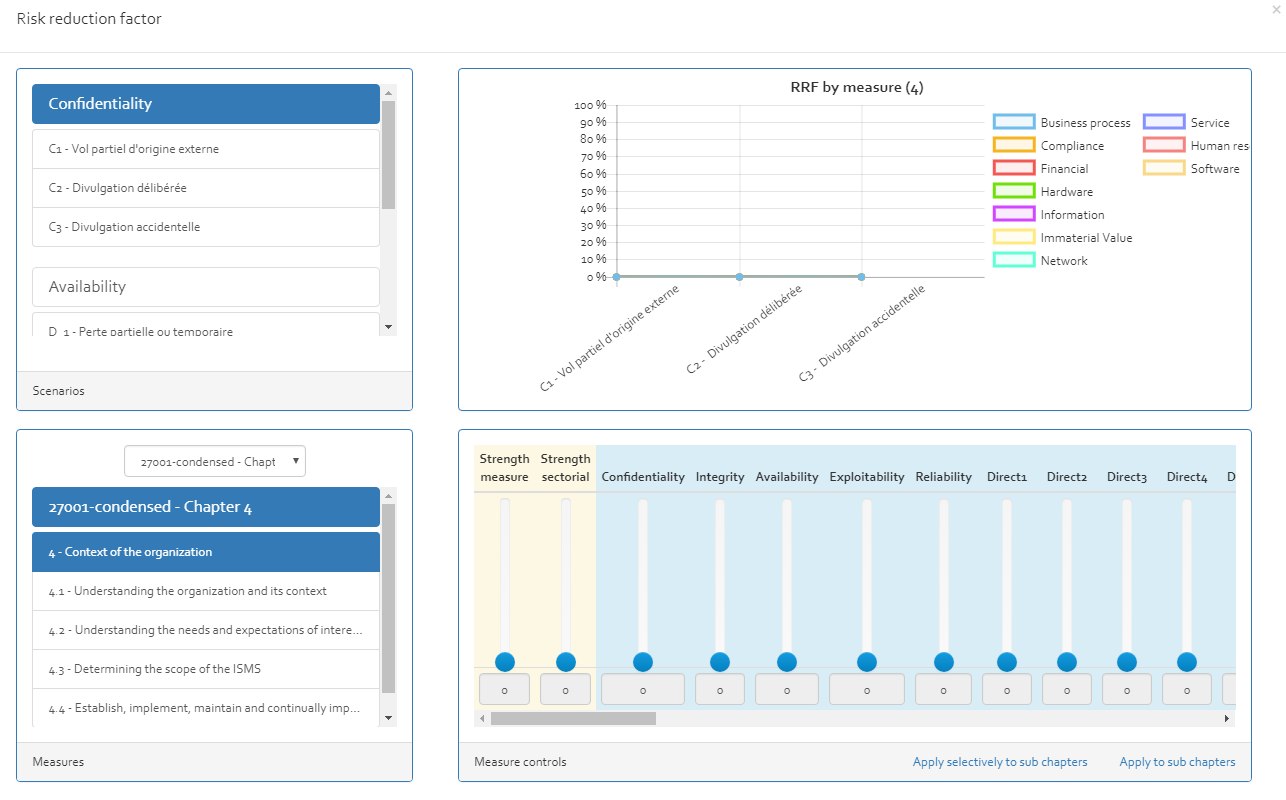 Risk reduction factor
×
Confidentiality
C1 - Vol partiel d'origine externe
C2 - Divulgation délibérée
C3 - Divulgation accidentelle
Availability
D_1 - Perte partielle ou temporaire
Scenarios
RRF by measure (4)
100 %
90 %
80 %
70 %
60 %
50 %
40 %
30 %
20 %
10 %
0 %
C1 - Vol partiel d'origine externe
C2 - Divulgation délibérée
C3 - Divulgation accidentelle
Business process
Compliance
Financial
Hardware
Information
Immaterial Value
Network
Service
Human res
Software
27001-condensed - Chapt
27001-condensed - Chapter 4
4 - Context of the organization
4.1 - Understanding the organization and its context
4.2 - Understanding the needs and expectations of intere...
4.3 - Determining the scope of the ISMS
4.4 - Establish, implement, maintain and continually imp...
Measures
Strength measure
Strength sectorial
Confidentiality
Integrity
Availability
Exploitability
Reliability
Direct1
Direct2
Direct3
Direct4
D
0 0 0 0 0 0 0 0 0 0 0
Measure controls
Apply selectively to sub chapters
Apply to sub chapters